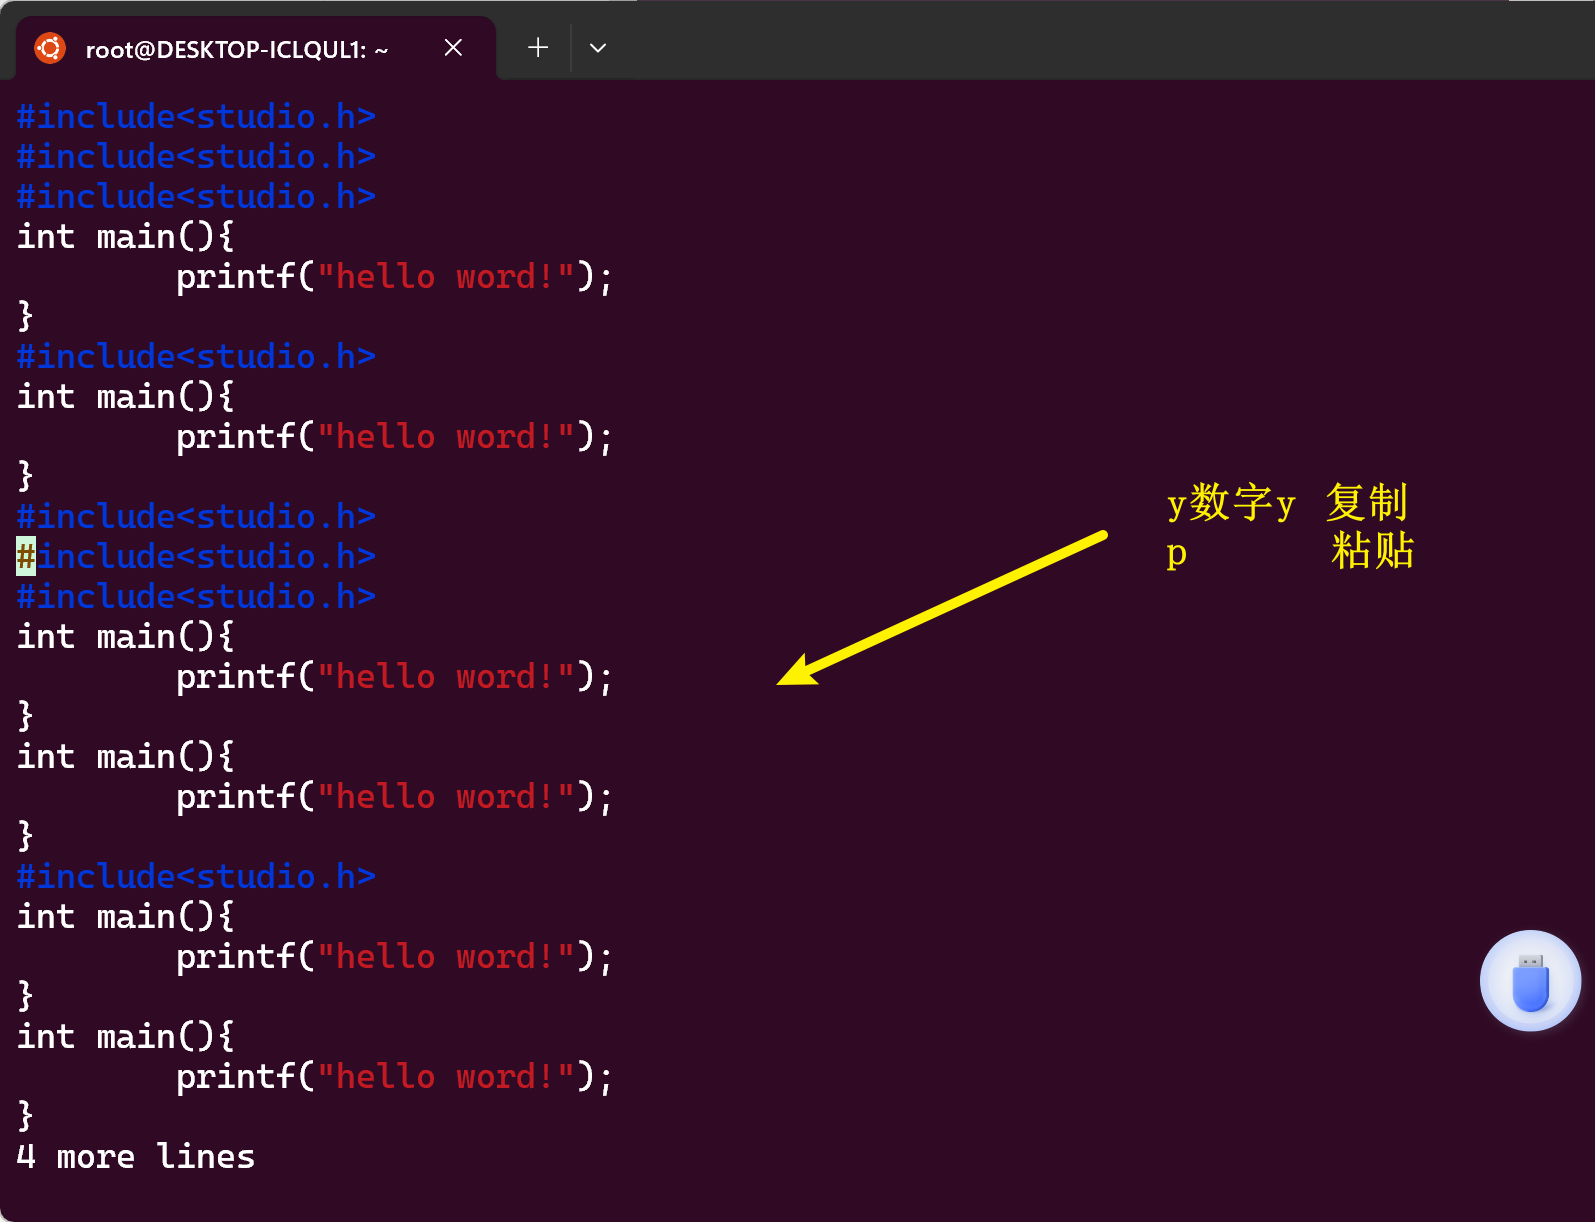 root@DESKTOP-ICLQUL1: ~
#include<studio.h>
#include<studio.h>
#include<studio.h>
int main(){
        printf("hello word!");
}
#include<studio.h>
int main(){
        printf("hello word!");
}
#include<studio.h>
#include<studio.h>
#include<studio.h>
int main(){
        printf("hello word!");
}
int main(){
        printf("hello word!");
}
#include<studio.h>
int main(){
        printf("hello word!");
}
int main(){
        printf("hello word!");
}
4 more lines
y数字y 复制
p 粘贴